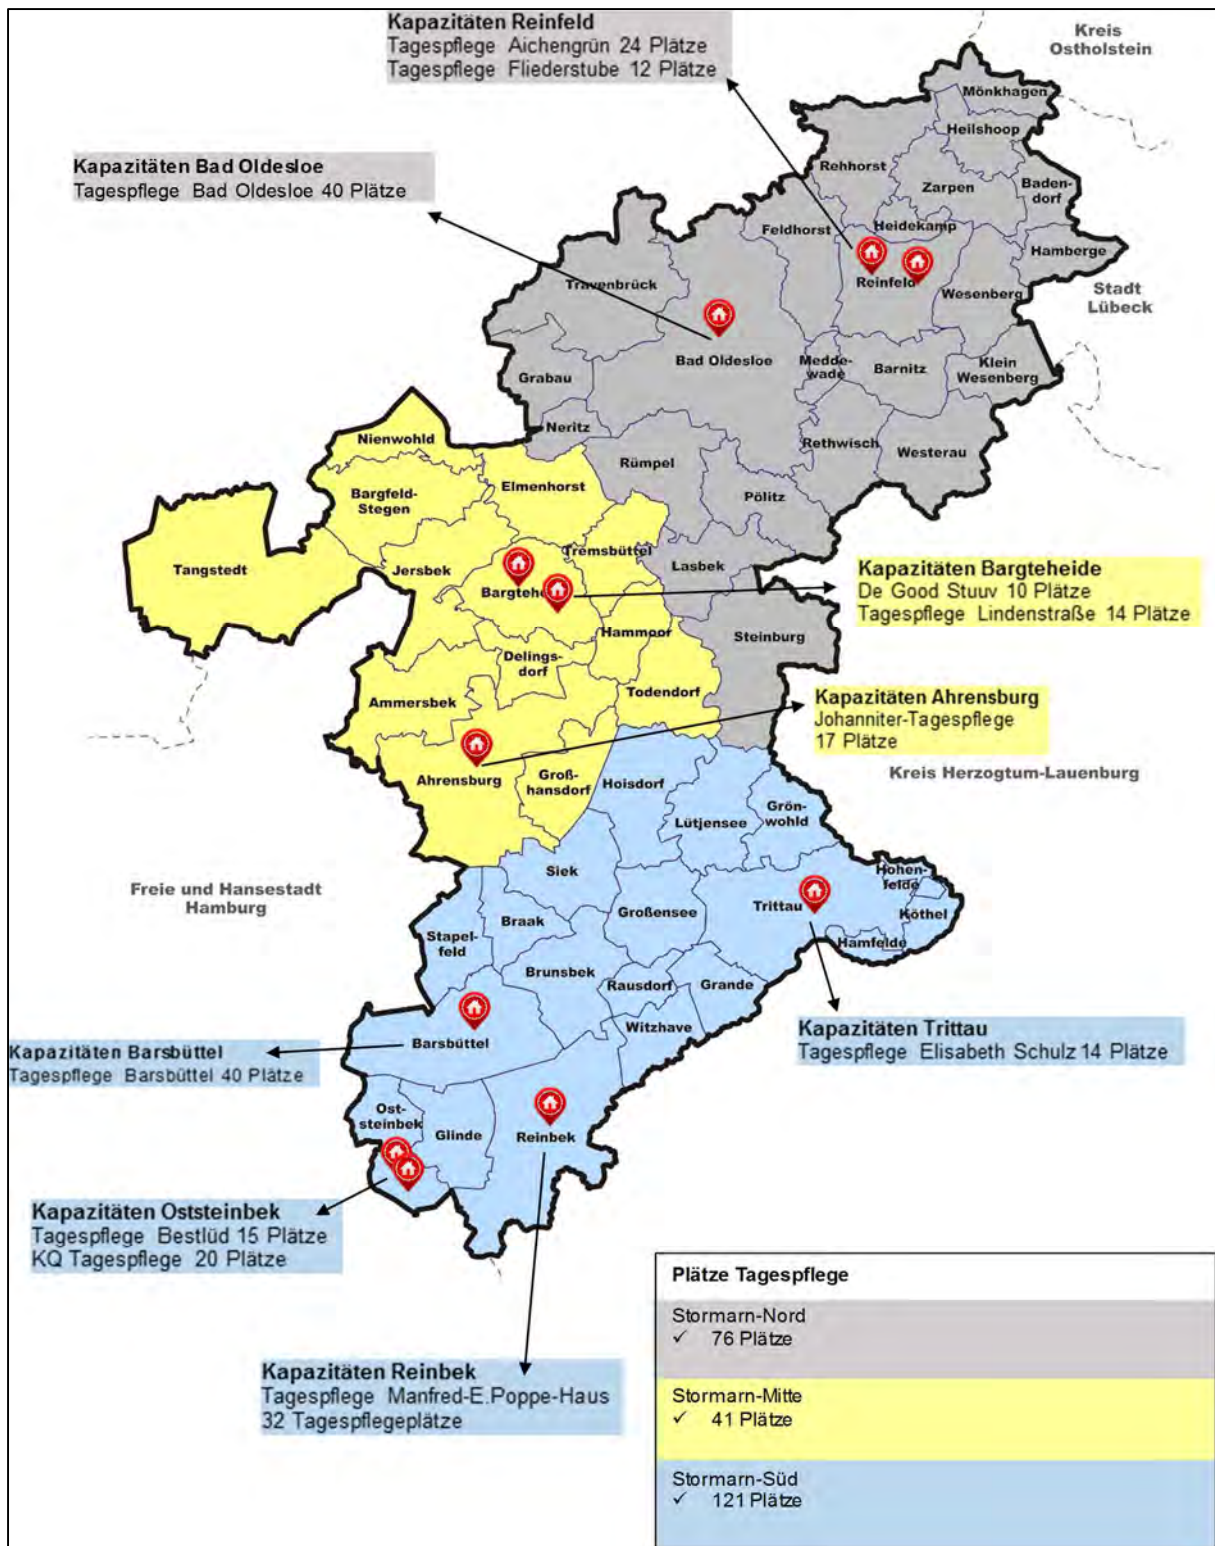 Kapazitäten Reinfeld
Tagespflege Aichengrün 24 Plätze
Tagespflege Fliederstube 12 Plätze
Kreis
Ostholstein
Mönkhagen
Heilshoop
Rehhorst
Zarpen
Baden-
dorf
Kapazitäten Bad Oldesloe
Tagespflege Bad Oldesloe 40 Plätze
Feldhorst
Heidekamp
Hamberge
Travenbrück
Reinfeld
Wesenberg
Stadt
Lübeck
Bad Oldesloe
Medde-
wade
Barnitz
Klein
Wesenberg
Grabau
Neritz
Rethwisch
Westerau
Nienwohld
Rümpel
Pölitz
Elmenhorst
Bargfeld-
Stegen
Tremsbüttel
Lasbek
Tangstedt
Jersbek
Bargtehe
Kapazitäten Bargteheide
De Good Stuuv 10 Plätze
Tagespflege Lindenstraße 14 Plätze
Hammoor
Steinburg
Delings-
dorf
Ammersbek
Todendorf
Kapazitäten Ahrensburg
Johanniter-Tagespflege
17 Plätze
Ahrensburg
Groß-
hansdorf
Kreis Herzogtum-Lauenburg
Hoisdorf
Lütjensee
Grön-
wohld
Freie und Hansestadt
Hamburg
Siek
Hohen-
felde
Trittau
Köthel
Großensee
Braak
Stapel-
feld
Hamfelde
Brunsbek
Rausdorf
Grande
Witzhave
Kapazitäten Trittau
Tagespflege Elisabeth Schulz 14 Plätze
Barsbüttel
Kapazitäten Barsbüttel
Tagespflege Barsbüttel 40 Plätze
Ost-
steinbek
Glinde
Reinbek
Kapazitäten Oststeinbek
Tagespflege Bestlüd 15 Plätze
KQ Tagespflege 20 Plätze
Kapazitäten Reinbek
Tagespflege Manfred-E.Poppe-Haus
32 Tagespflegeplätze
Plätze Tagespflege
Stormarn-Nord
✓ 76 Plätze
Stormarn-Mitte
✓ 41 Plätze
Stormarn-Süd
✓ 121 Plätze